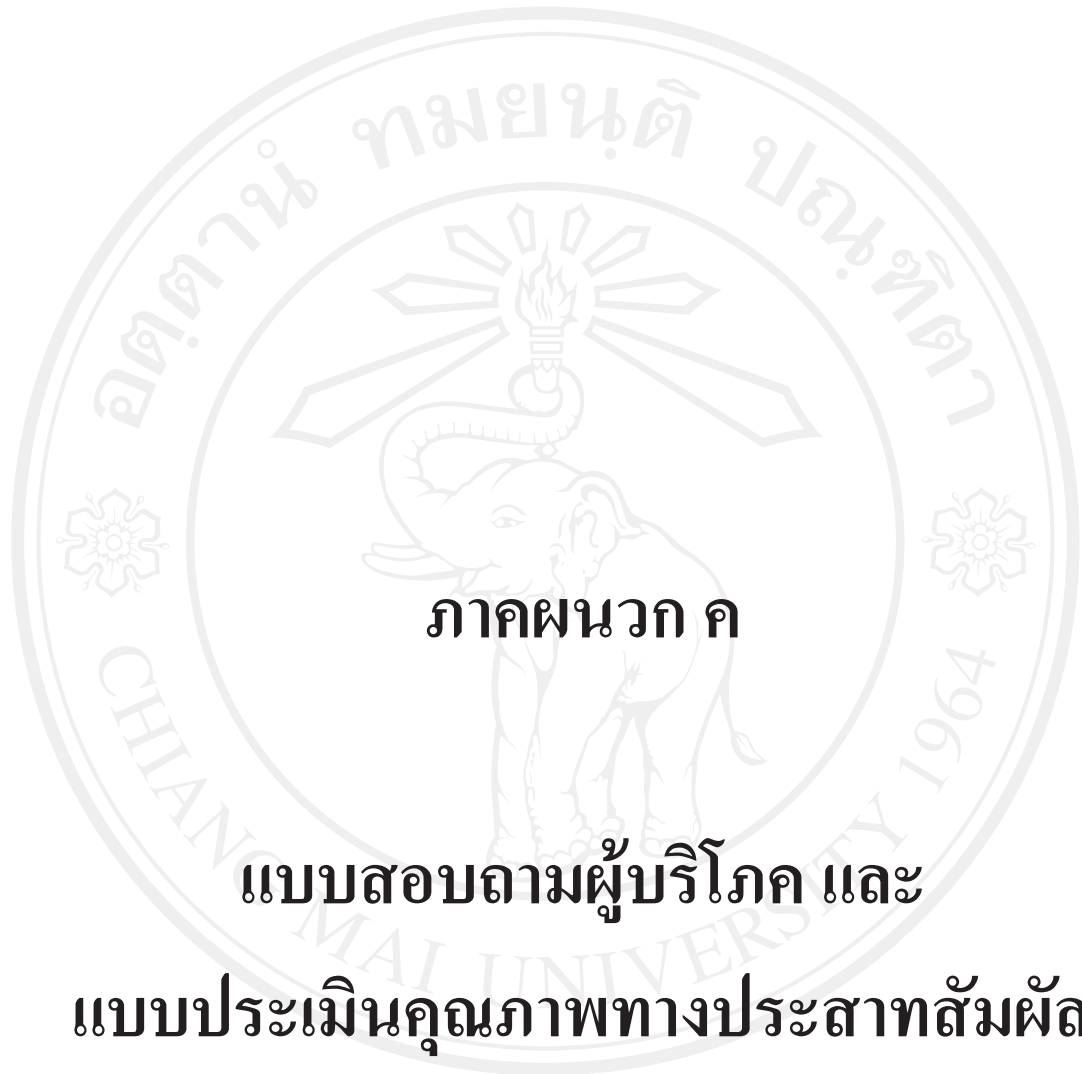 อตฺตานํ ทมยนฺติ ปณฺฑิตา
ภาคผนวก ค
แบบสอบถามผู้บริโภค และ
แบบประเมินคุณภาพทางประสาทสัมผัส
CHIANG MAI UNIVERSITY 1964